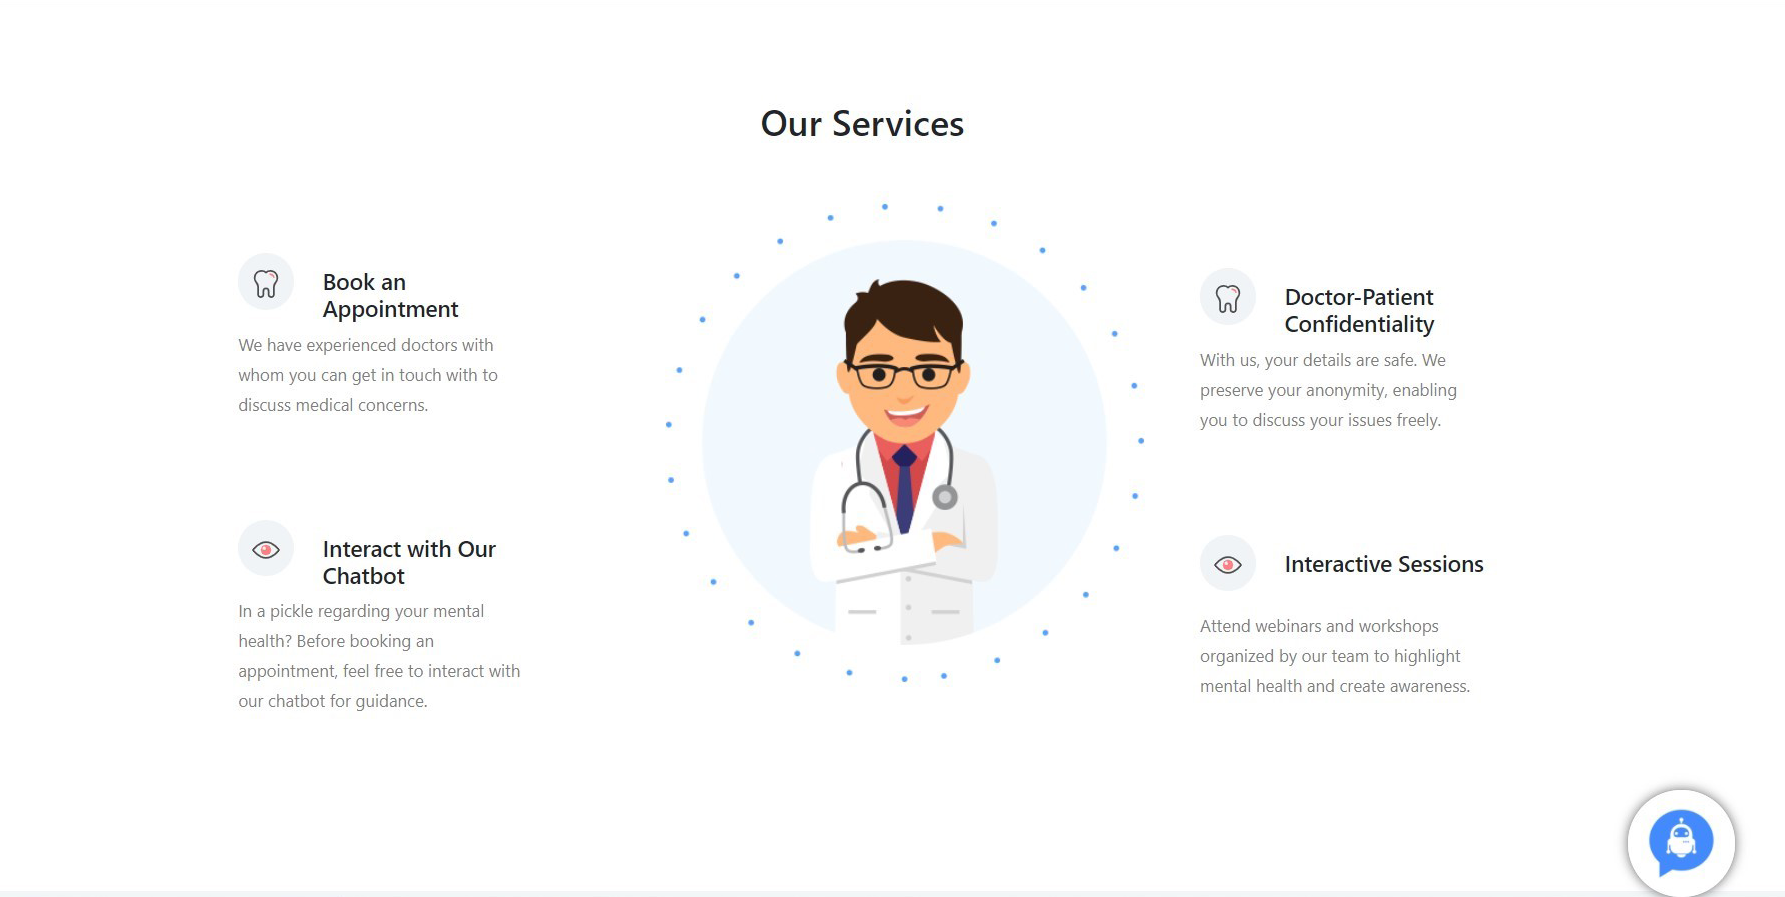 Our Services
Book an
Appointment
We have experienced doctors with
whom you can get in touch with to
discuss medical concerns.
Interact with Our
Chatbot
In a pickle regarding your mental
health? Before booking an
appointment, feel free to interact with
our chatbot for guidance.
Doctor-Patient
Confidentiality
With us, your details are safe. We
preserve your anonymity, enabling
you to discuss your issues freely.
Interactive Sessions
Attend webinars and workshops
organized by our team to highlight
mental health and create awareness.